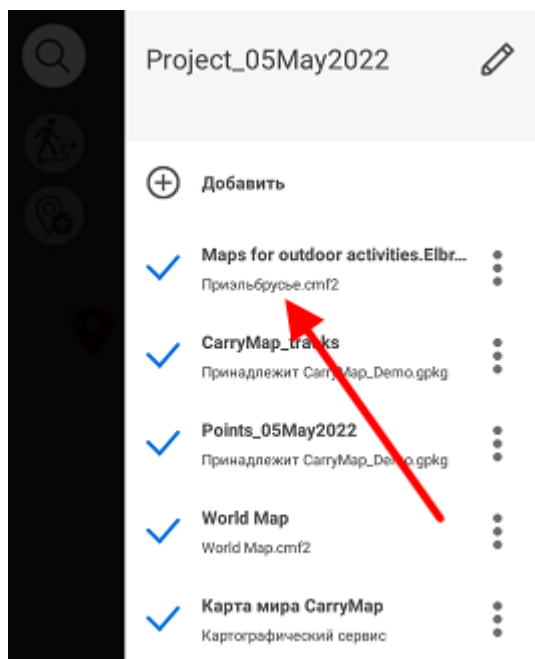 Project_05May2022
Добавить
Maps for outdoor activities.Elbr...
Приэльбрусье.cmf2
CarryMap_tracks
Принадлежит CarryMap_Demo.gpkg
Points_05May2022
Принадлежит CarryMap_Demo.gpkg
World Map
World Map.cmf2
Карта мира CarryMap
Картографический сервис